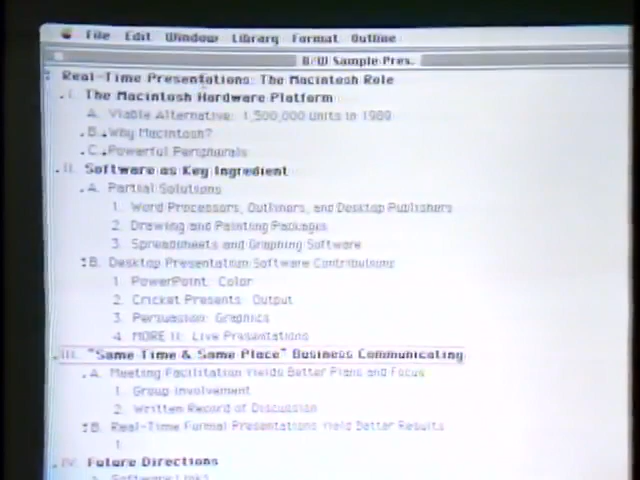 File Edit Window Library Format Outline
B/W Sample Pres.
Real-Time Presentations: The Macintosh Role
I. The Macintosh Hardware Platform
A. Viable Alternative: 1,500,000 units in 1989
B. Why Macintosh?
C. Powerful Peripherals
II. Software as Key Ingredient
A. Partial Solutions
1. Word Processors, Outliners, and Desktop Publishers
2. Drawing and Painting Packages
3. Spreadsheets and Graphing Software
B. Desktop Presentation Software Contributions
1. PowerPoint: Color
2. Cricket Presents: Output
3. Persuasion: Graphics
4. MORE II: Live Presentations
III. "Same Time & Same Place" Business Communicating
A. Meeting Facilitation Yields Better Plans and Focus
1. Group Involvement
2. Written Record of Discussion
B. Real-Time Formal Presentations Yield Better Results
1.
IV. Future Directions
A. Software Links